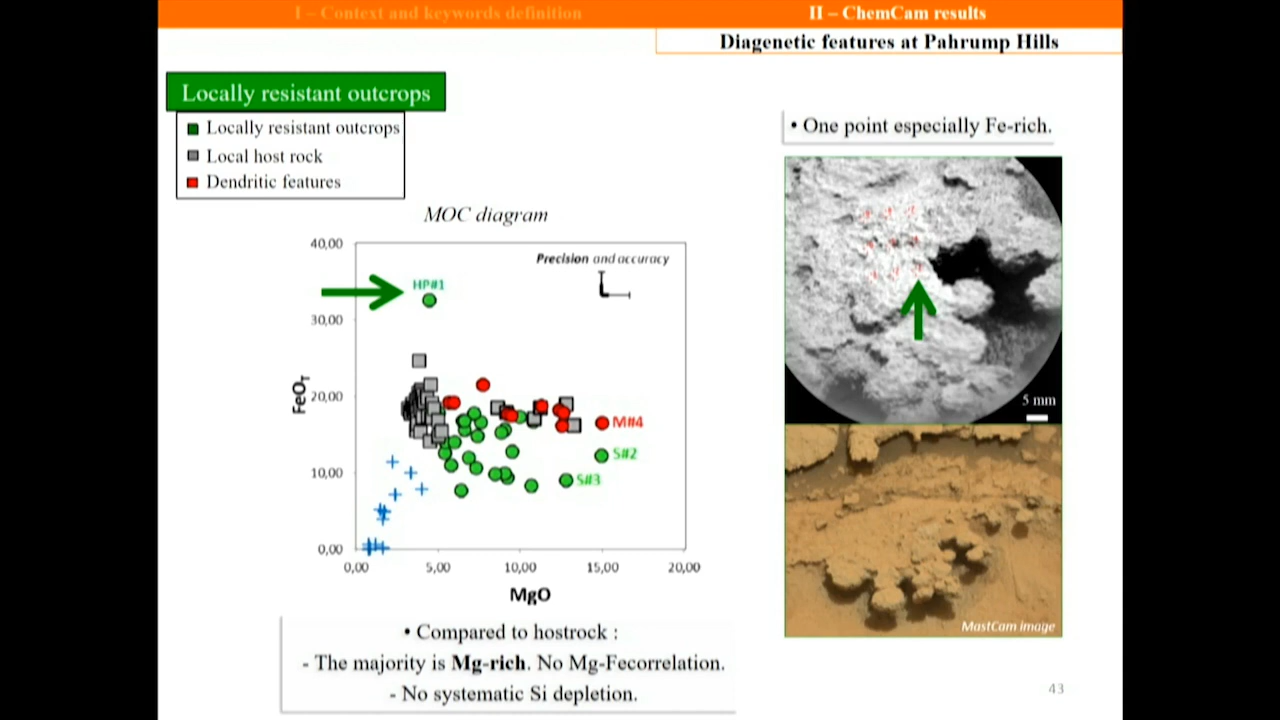 I – Context and keywords definition
II – ChemCam results
Diagenetic features at Pahrump Hills
Locally resistant outcrops
Locally resistant outcrops
Local host rock
Dendritic features
• One point especially Fe-rich.
MOC diagram
40,00
30,00
20,00
10,00
0,00
FeOT
Precision and accuracy
HP#1
M#4
S#2
S#3
0,00
5,00
10,00
15,00
20,00
MgO
5 mm
MastCam image
• Compared to hostrock :
- The majority is Mg-rich. No Mg-Fecorrelation.
- No systematic Si depletion.
43